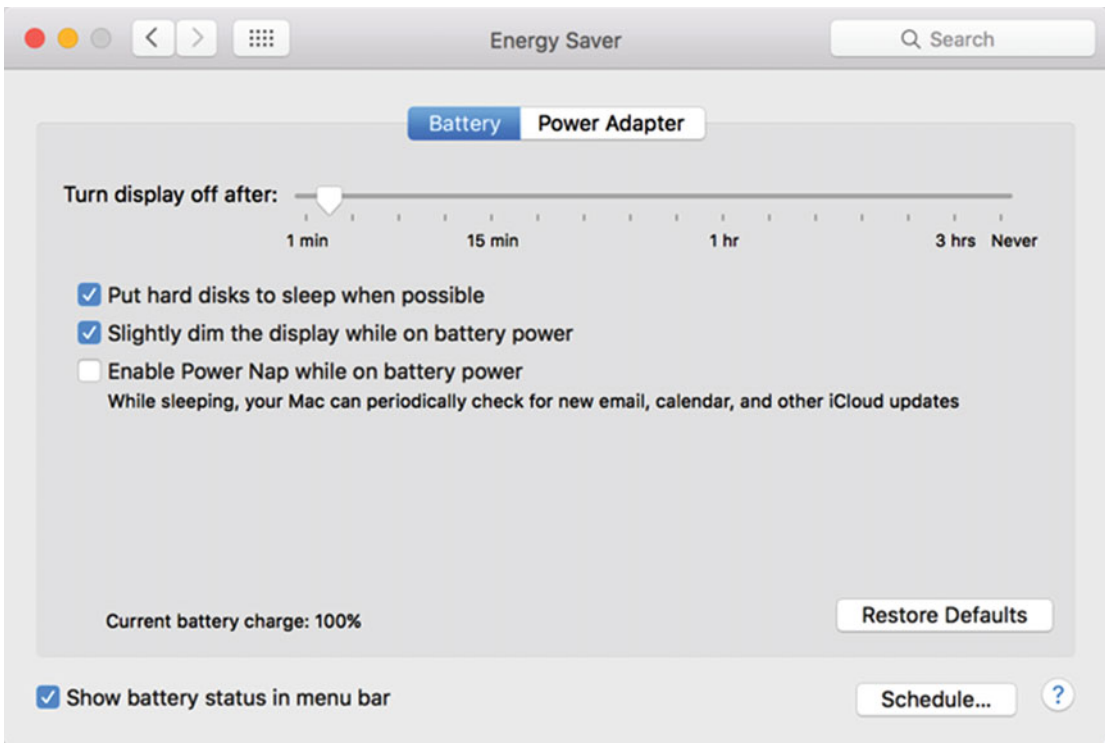 Energy Saver
Search
Battery Power Adapter
Turn display off after:
1 min 15 min 1 hr 3 hrs Never
Put hard disks to sleep when possible
Slightly dim the display while on battery power
Enable Power Nap while on battery power
While sleeping, your Mac can periodically check for new email, calendar, and other iCloud updates
Current battery charge: 100%
Restore Defaults
Show battery status in menu bar
Schedule...
?